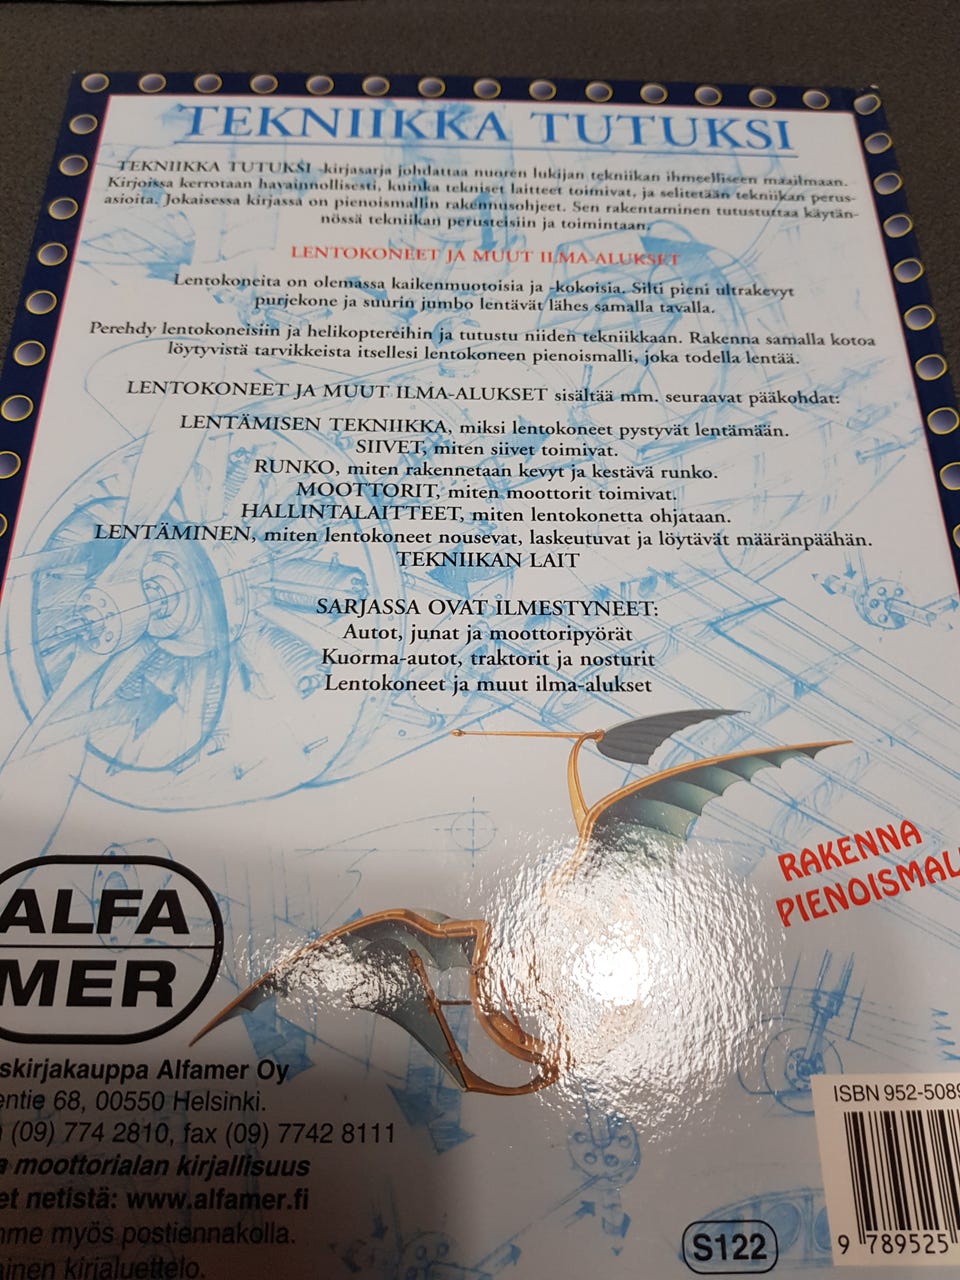 TEKNIIKKA TUTUKSI
TEKNIIKKA TUTUKSI -kirjasarja johdattaa nuoren lukijan tekniikan ihmeelliseen maailmaan.
Kirjoissa kerrotaan havainnollisesti, kuinka tekniset laitteet toimivat, ja selitetään tekniikan perus-
asioita. Jokaisessa kirjassa on pienoismallin rakennusohjeet. Sen rakentaminen tutustuttaa käytän-
nössä tekniikan perusteisiin ja toimintaan.
LENTOKONEET JA MUUT ILMA-ALUKSET
Lentokoneita on olemassa kaikenmuotoisia ja -kokoisia. Silti pieni ultrakevyt
purjekone ja suurin jumbo lentävät lähes samalla tavalla.
Perehdy lentokoneisiin ja helikoptereihin ja tutustu niiden tekniikkaan. Rakenna samalla kotoa
löytyvistä tarvikkeista itsellesi lentokoneen pienoismalli, joka todella lentää.
LENTOKONEET JA MUUT ILMA-ALUKSET sisältää mm. seuraavat pääkohdat:
LENTÄMISEN TEKNIIKKA, miksi lentokoneet pystyvät lentämään.
SIIVET, miten siivet toimivat.
RUNKO, miten rakennetaan kevyt ja kestävä runko.
MOOTTORIT, miten moottorit toimivat.
HALLINTALAITTEET, miten lentokonetta ohjataan.
LENTÄMINEN, miten lentokoneet nousevat, laskeutuvat ja löytävät määränpäähän.
TEKNIIKAN LAIT
SARJASSA OVAT ILMESTYNEET:
Autot, junat ja moottoripyörät
Kuorma-autot, traktorit ja nosturit
Lentokoneet ja muut ilma-alukset
RAKENNA
PIENOISMAL
ALFA
MER
skirjakauppa Alfamer Oy
entie 68, 00550 Helsinki.
(09) 774 2810, fax (09) 7742 8111
a moottorialan kirjallisuus
et netistä: www.alfamer.fi
mme myös postiennakolla.
ainen kirjaluettelo.
ISBN 952-5089
S122
9 789525